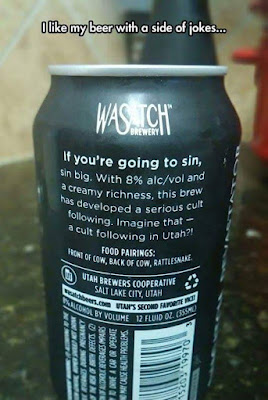 I like my beer with a side of jokes...
WASATCH™
BREWERY
If you're going to sin,
sin big. With 8% alc/vol and
a creamy richness, this brew
has developed a serious cult
following. Imagine that —
a cult following in Utah?!
FOOD PAIRINGS:
FRONT OF COW, BACK OF COW, RATTLESNAKE.
UTAH BREWERS COOPERATIVE
SALT LAKE CITY, UTAH
wasatchbeers.com UTAH'S SECOND FAVORITE VICE!
ALCOHOL BY VOLUME 12 FLUID OZ. (355ML)